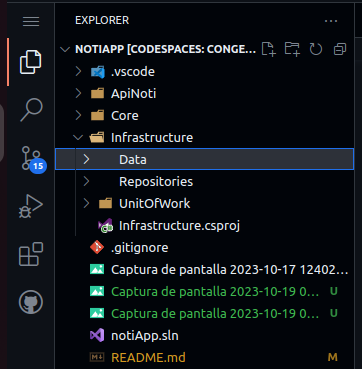 EXPLORER
NOTIAPP [CODESPACES: CONGE...
.vscode
ApiNoti
Core
Infrastructure
Data
Repositories
UnitOfWork
Infrastructure.csproj
.gitignore
Captura de pantalla 2023-10-17 12402...
Captura de pantalla 2023-10-19 0... U
Captura de pantalla 2023-10-19 0... U
notiApp.sln
README.md M
15